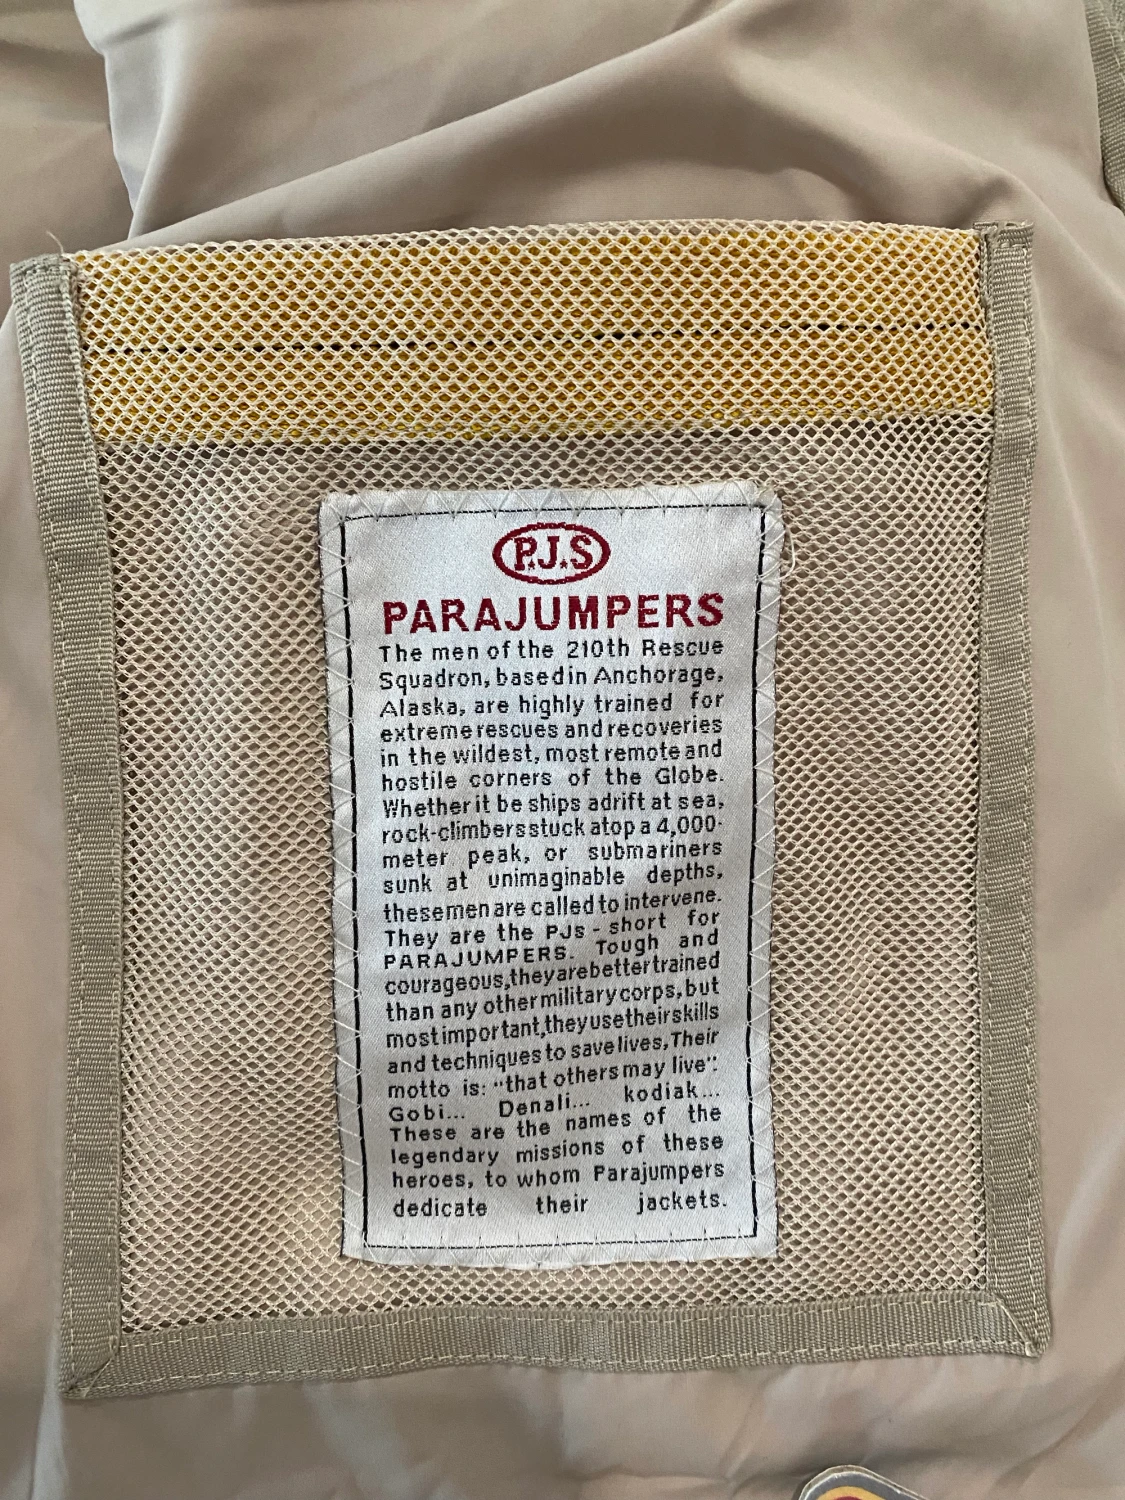 P.J.S
PARAJUMPERS
The men of the 210th Rescue
Squadron, based in Anchorage,
Alaska, are highly trained for
extreme rescues and recoveries
in the wildest, most remote and
hostile corners of the Globe.
Whether it be ships adrift at sea,
rock-climbers stuck atop a 4,000-
meter peak, or submariners
sunk at unimaginable depths,
these men are called to intervene.
They are the PJs - short for
PARAJUMPERS. Tough and
courageous, they are better trained
than any other military corps, but
most important, they use their skills
and techniques to save lives. Their
motto is: "that others may live".
Gobi... Denali... kodiak...
These are the names of the
legendary missions of these
heroes, to whom Parajumpers
dedicate their jackets.